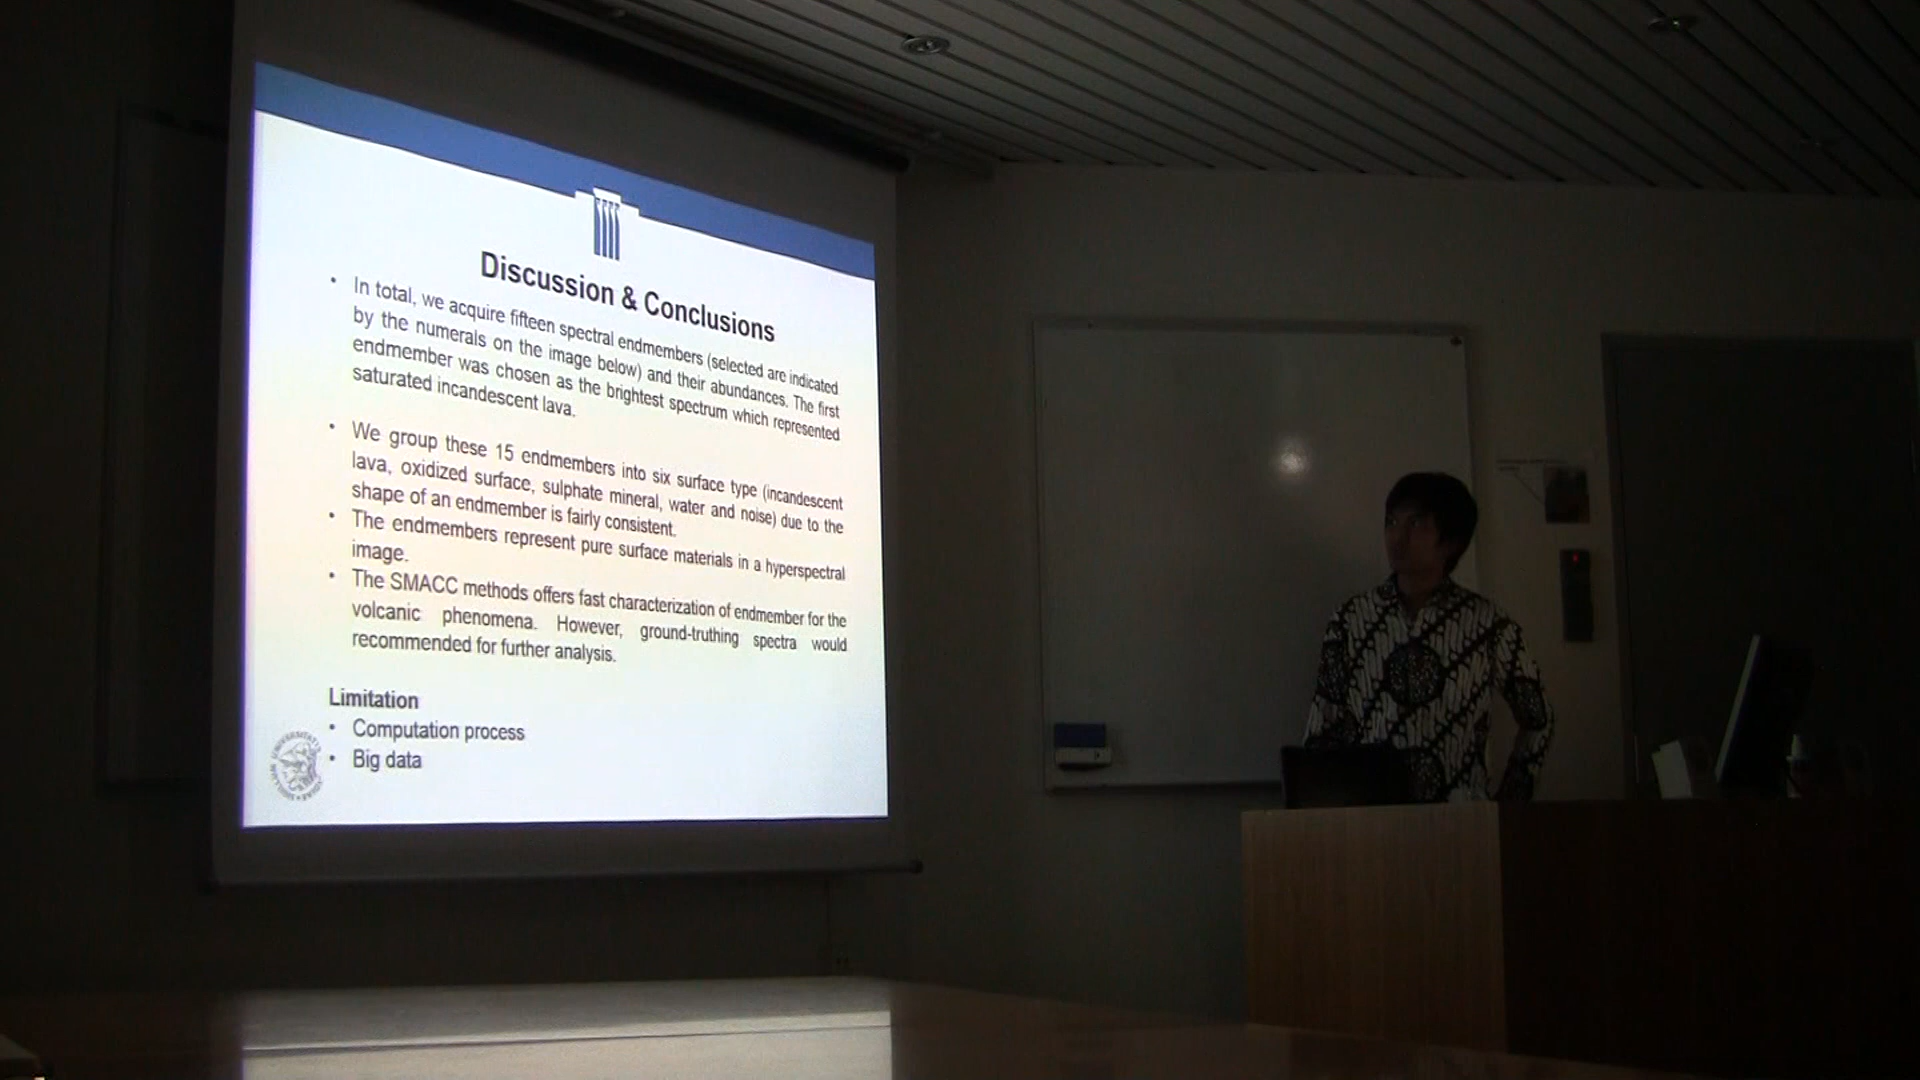 Discussion & Conclusions
• In total, we acquire fifteen spectral endmembers (selected are indicated
by the numerals on the image below) and their abundances. The first
endmember was chosen as the brightest spectrum which represented
saturated incandescent lava.
• We group these 15 endmembers into six surface type (incandescent
lava, oxidized surface, sulphate mineral, water and noise) due to the
shape of an endmember is fairly consistent.
• The endmembers represent pure surface materials in a hyperspectral
image.
• The SMACC methods offers fast characterization of endmember for the
volcanic phenomena. However, ground-truthing spectra would
recommended for further analysis.
Limitation
• Computation process
• Big data